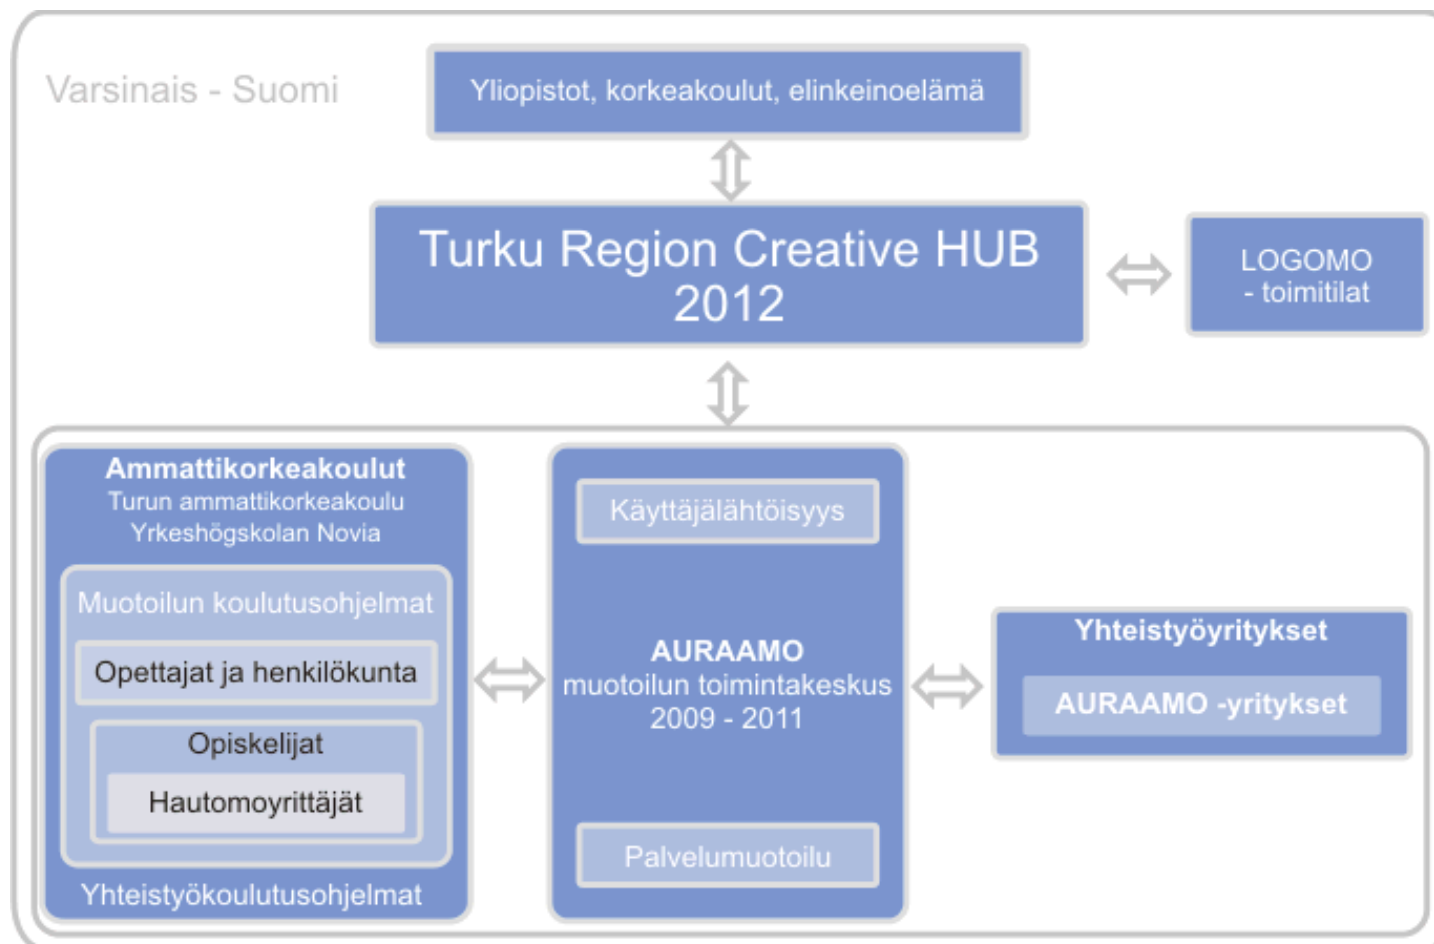 Varsinais - Suomi
Yliopistot, korkeakoulut, elinkeinoelämä
Turku Region Creative HUB
2012
LOGOMO
- toimitilat
Ammattikorkeakoulut
Turun ammattikorkeakoulu
Yrkeshögskolan Novia
Muotoilun koulutusohjelmat
Opettajat ja henkilökunta
Opiskelijat
Hautomoyrittäjät
Yhteistyökoulutusohjelmat
Käyttäjälähtöisyys
AURAAMO
muotoilun toimintakeskus
2009 - 2011
Palvelumuotoilu
Yhteistyöyritykset
AURAAMO -yritykset